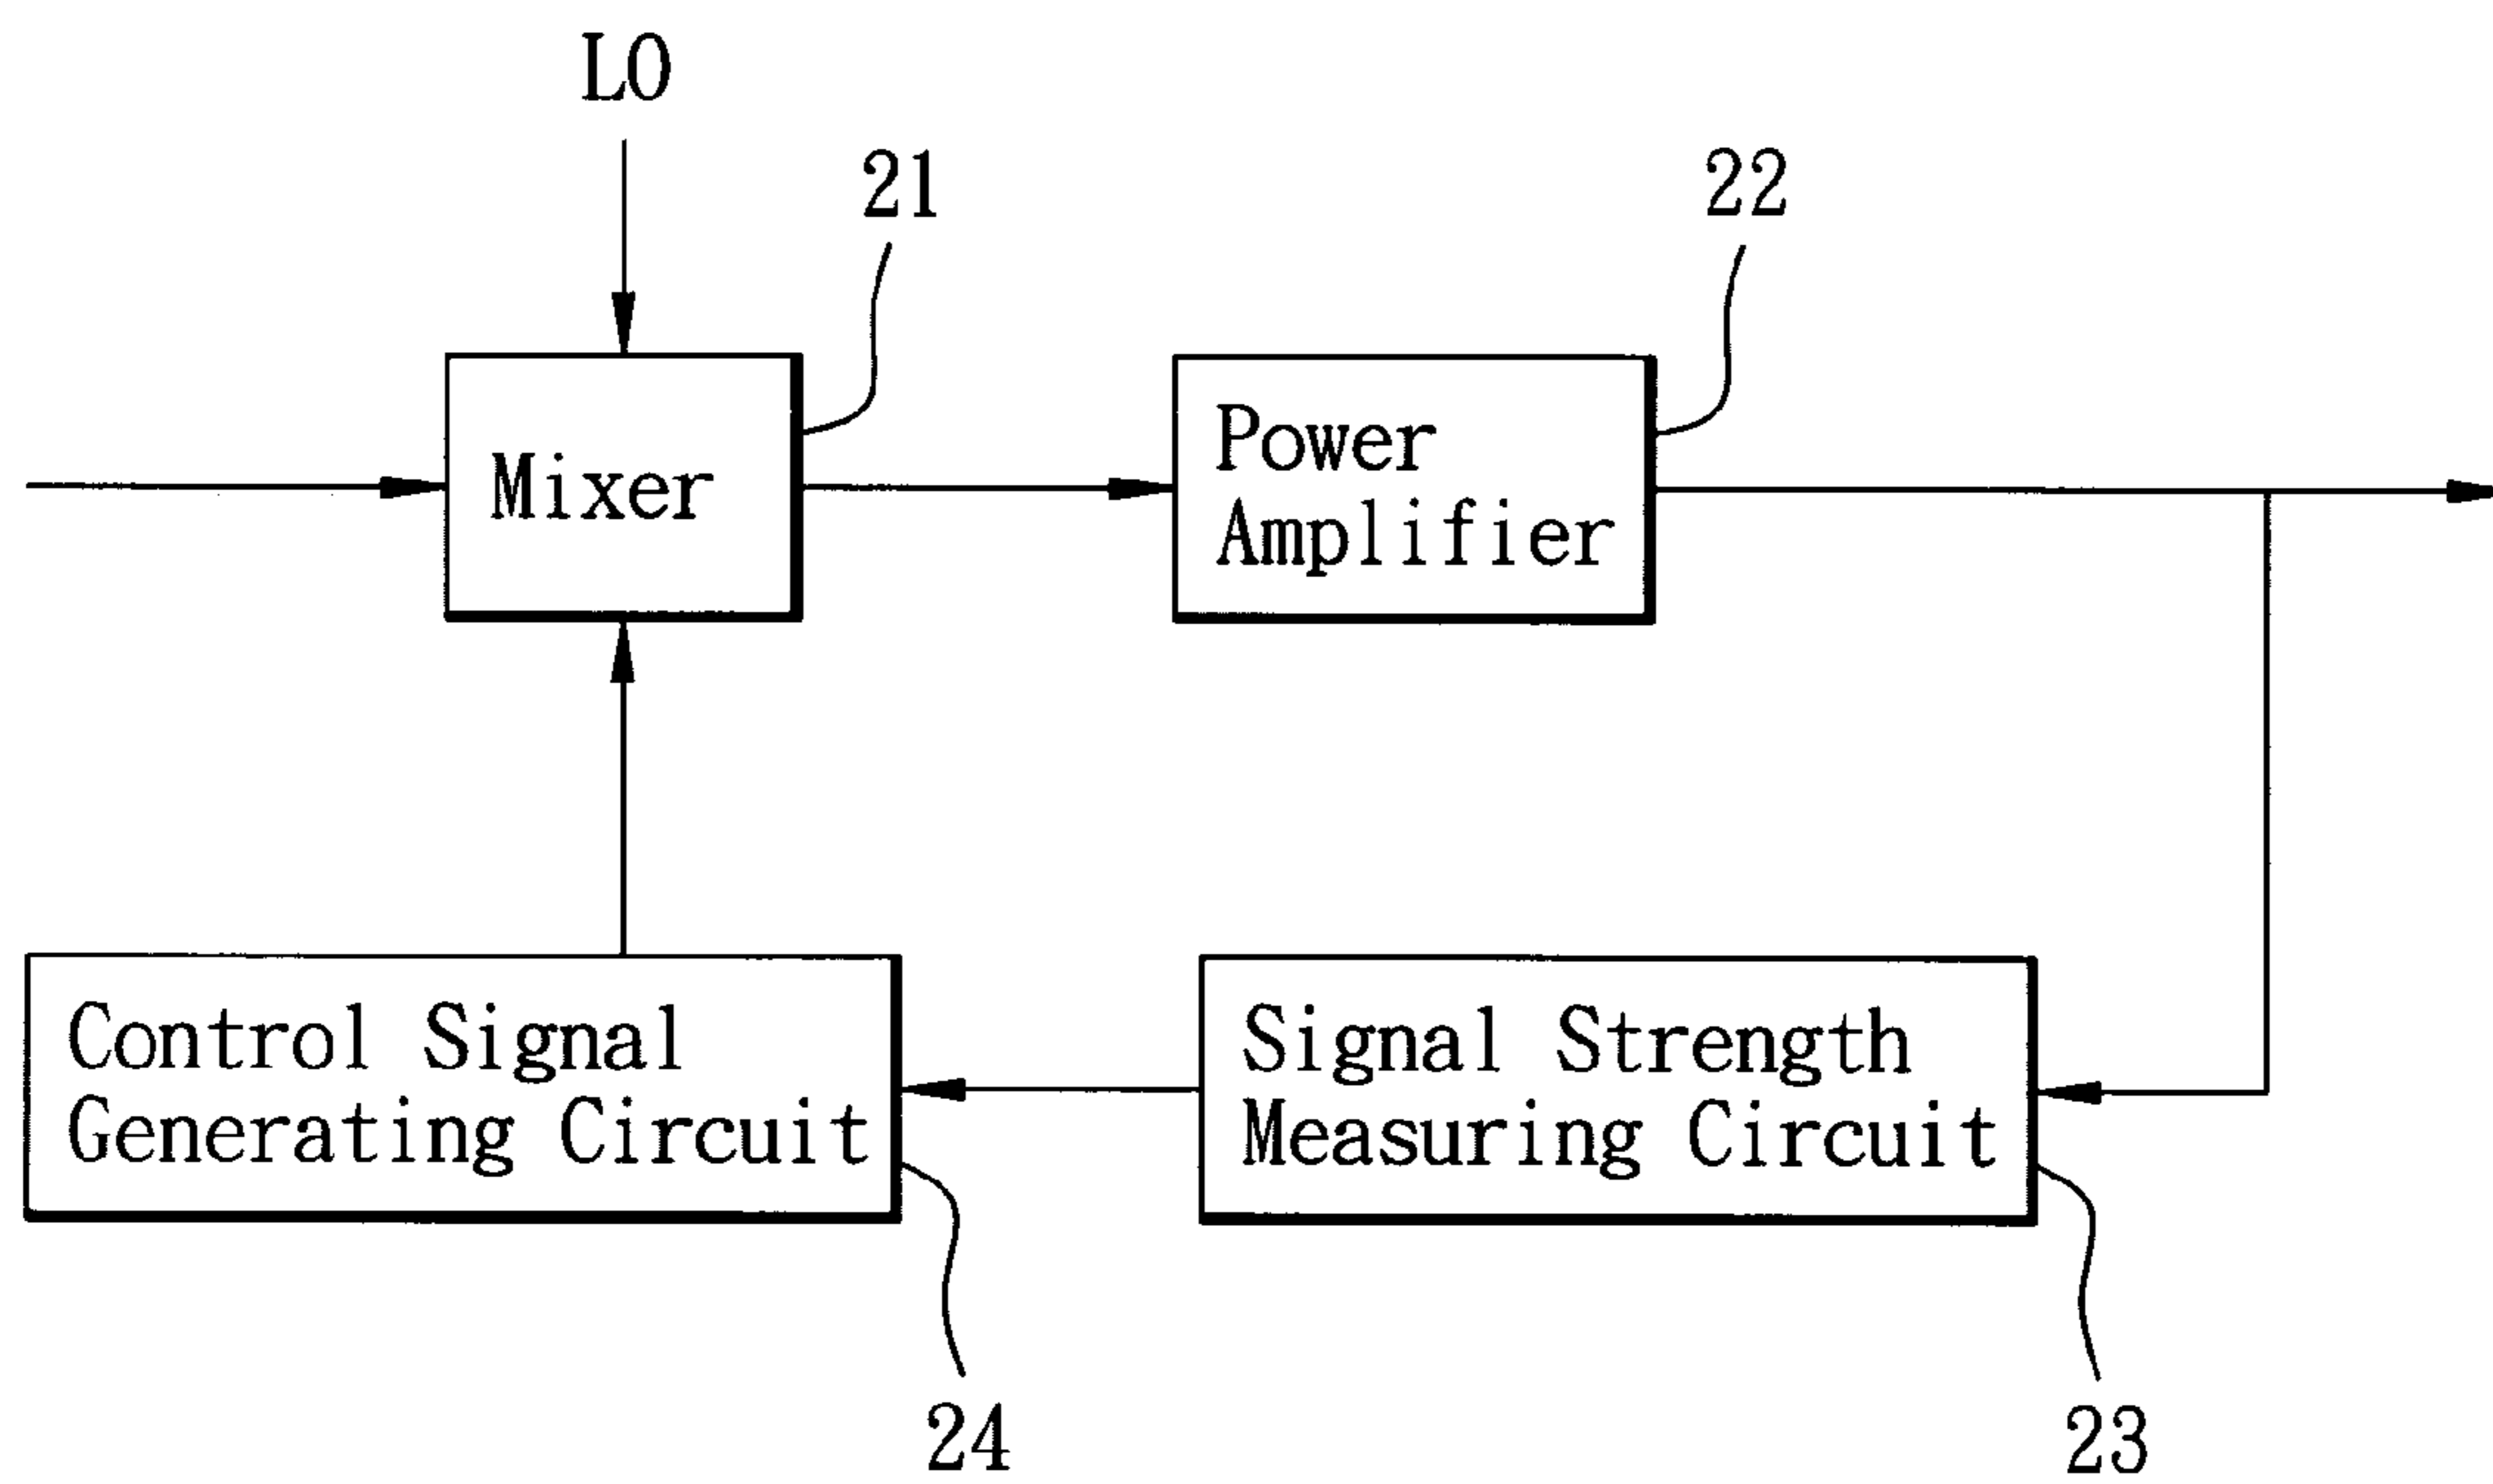 LO
21
22
Mixer
Power
Amplifier
Control Signal
Generating Circuit
Signal Strength
Measuring Circuit
24
23